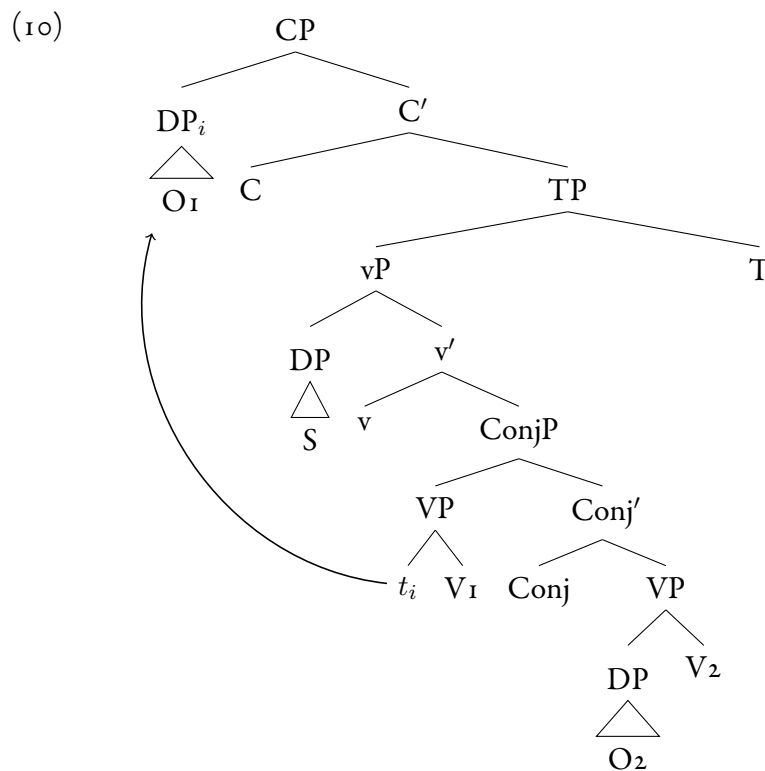 (10)
CP
DPᵢ C′
O1 C TP
vP T
DP v′
S v ConjP
VP Conj′
tᵢ V1 Conj VP
DP V2
O2